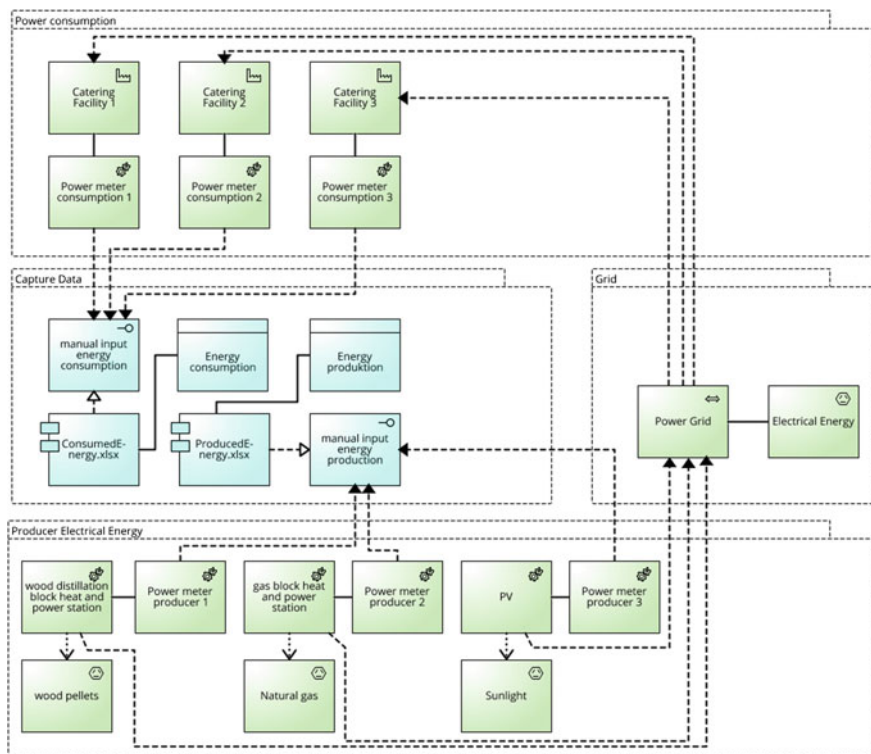 Power consumption
Catering
Facility 1
Catering
Facility 2
Catering
Facility 3
Power meter
consumption 1
Power meter
consumption 2
Power meter
consumption 3
Capture Data
Grid
manual input
energy
consumption
Energy
consumption
Energy
produktion
ConsumedE-
nergy.xlsx
ProducedE-
nergy.xlsx
manual input
energy
production
Power Grid
Electrical Energy
Producer Electrical Energy
wood distillation
block heat and
power station
Power meter
producer 1
gas block heat
and power
station
Power meter
producer 2
PV
Power meter
producer 3
wood pellets
Natural gas
Sunlight